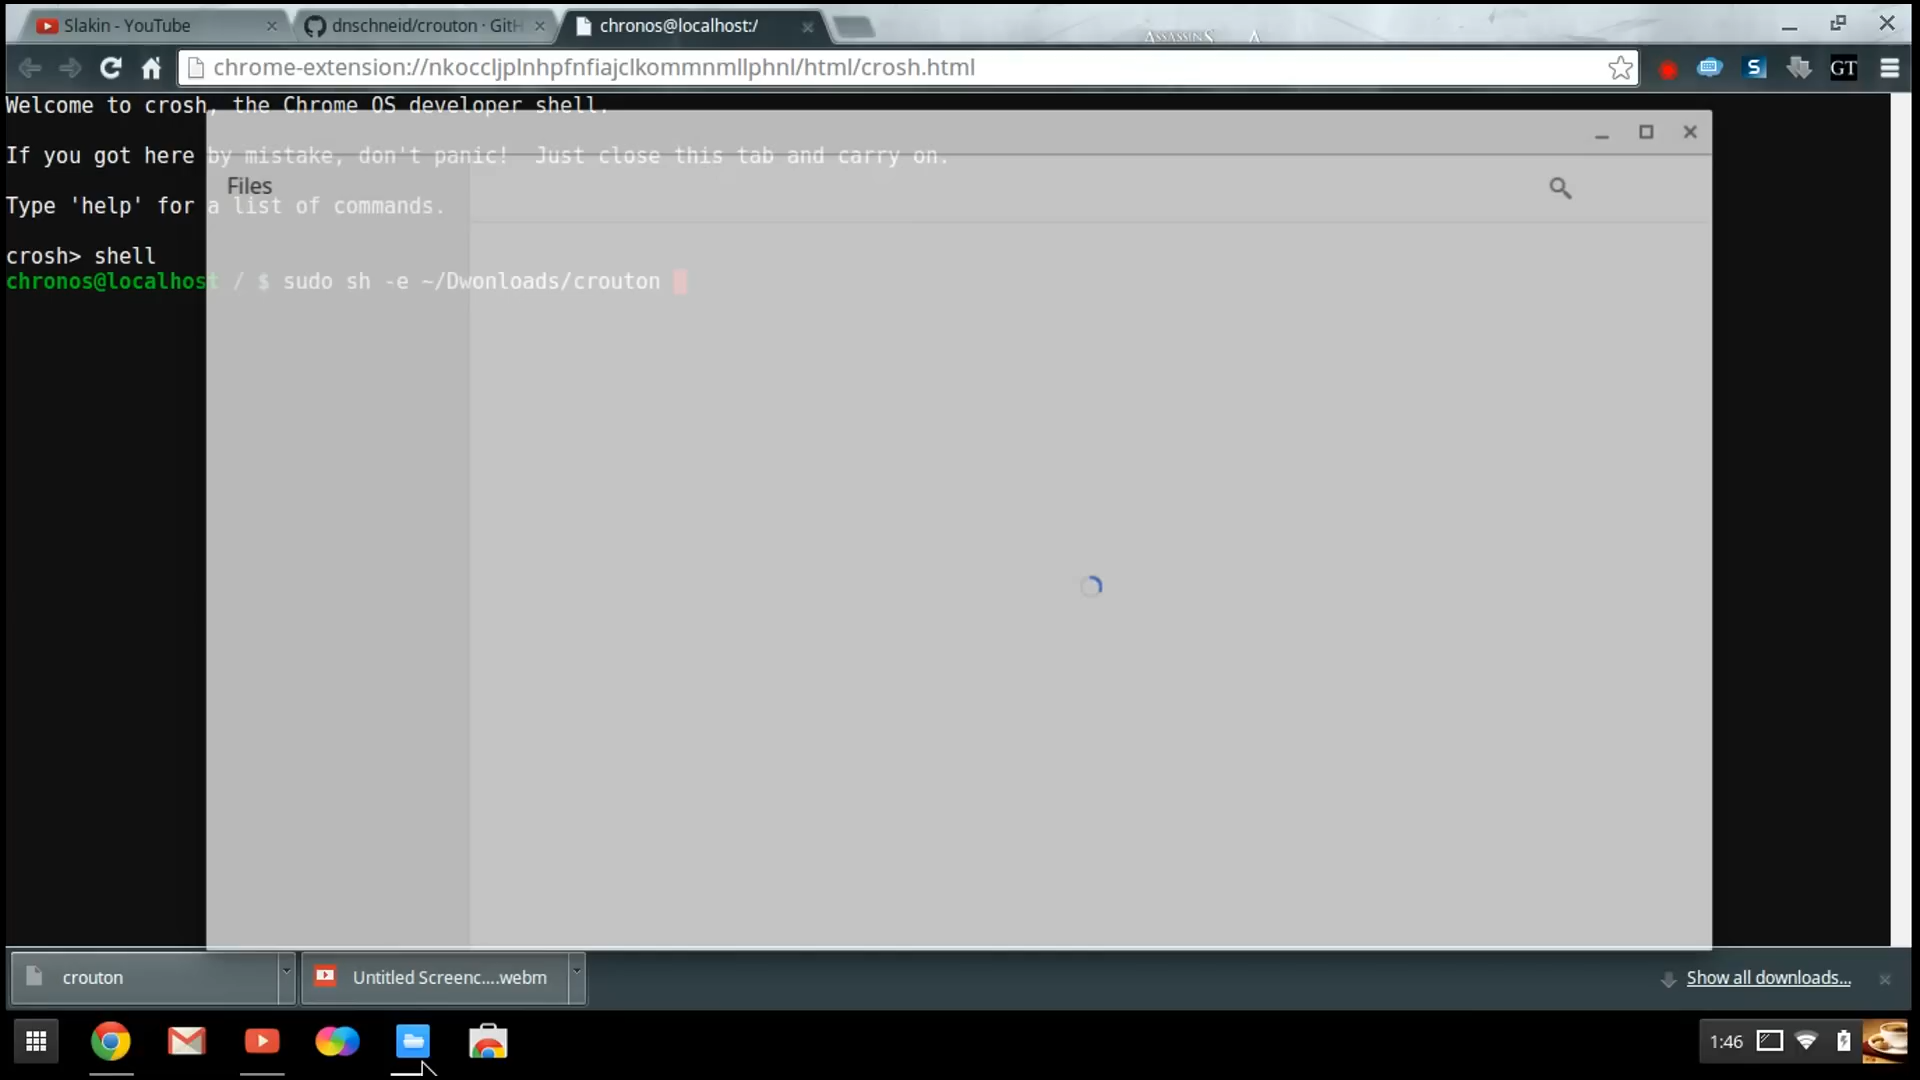 Slakin - YouTube
dnschneid/crouton · GitH
chronos@localhost:/
ASSASSINS A
chrome-extension://nkoccljplnhpfnfiajclkommnmllphnl/html/crosh.html
S
GT
Welcome to crosh, the Chrome OS developer shell.
If you got here by mistake, don't panic! Just close this tab and carry on.
Files
Type 'help' for a list of commands.
crosh> shell
chronos@localhost / $ sudo sh -e ~/Dwonloads/crouton
crouton
Untitled Screenc....webm
Show all downloads...
1:46